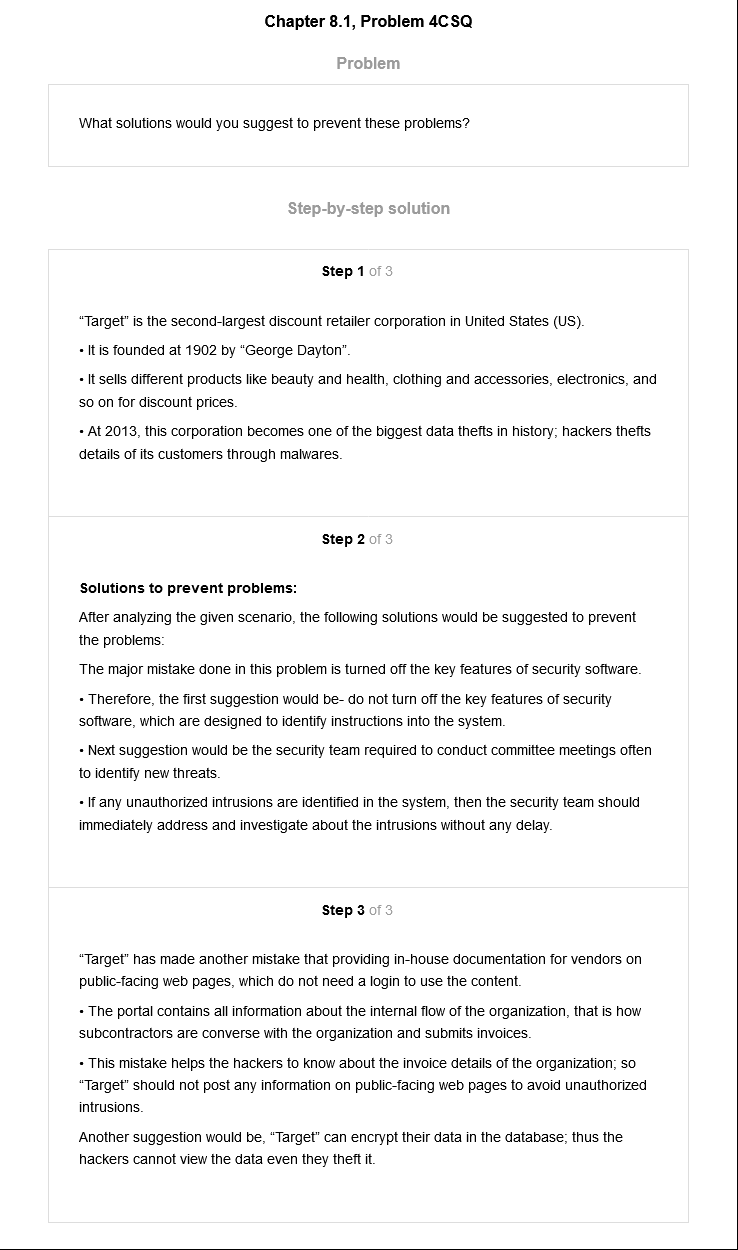 Chapter 8.1, Problem 4CSQ
Problem
What solutions would you suggest to prevent these problems?
Step-by-step solution
Step 1 of 3
“Target” is the second-largest discount retailer corporation in United States (US).
• It is founded at 1902 by “George Dayton”.
• It sells different products like beauty and health, clothing and accessories, electronics, and
so on for discount prices.
• At 2013, this corporation becomes one of the biggest data thefts in history; hackers thefts
details of its customers through malwares.
Step 2 of 3
Solutions to prevent problems:
After analyzing the given scenario, the following solutions would be suggested to prevent
the problems:
The major mistake done in this problem is turned off the key features of security software.
• Therefore, the first suggestion would be- do not turn off the key features of security
software, which are designed to identify instructions into the system.
• Next suggestion would be the security team required to conduct committee meetings often
to identify new threats.
• If any unauthorized intrusions are identified in the system, then the security team should
immediately address and investigate about the intrusions without any delay.
Step 3 of 3
“Target” has made another mistake that providing in-house documentation for vendors on
public-facing web pages, which do not need a login to use the content.
• The portal contains all information about the internal flow of the organization, that is how
subcontractors are converse with the organization and submits invoices.
• This mistake helps the hackers to know about the invoice details of the organization; so
“Target” should not post any information on public-facing web pages to avoid unauthorized
intrusions.
Another suggestion would be, “Target” can encrypt their data in the database; thus the
hackers cannot view the data even they theft it.